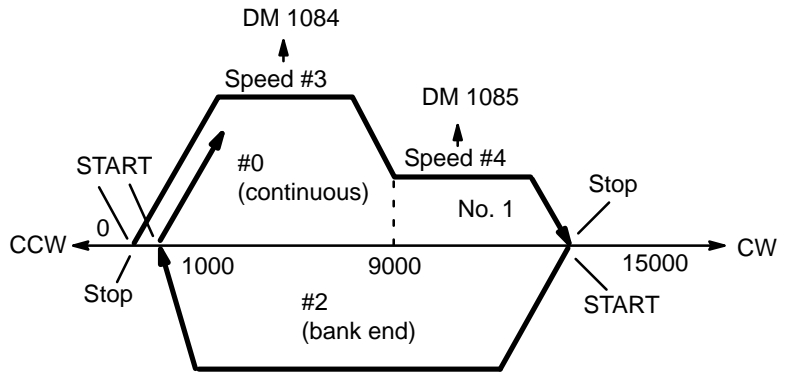 DM 1084
Speed #3
DM 1085
START
#0
(continuous)
Speed #4
Stop
No. 1
0
CCW
CW
1000
9000
15000
Stop
#2
(bank end)
START